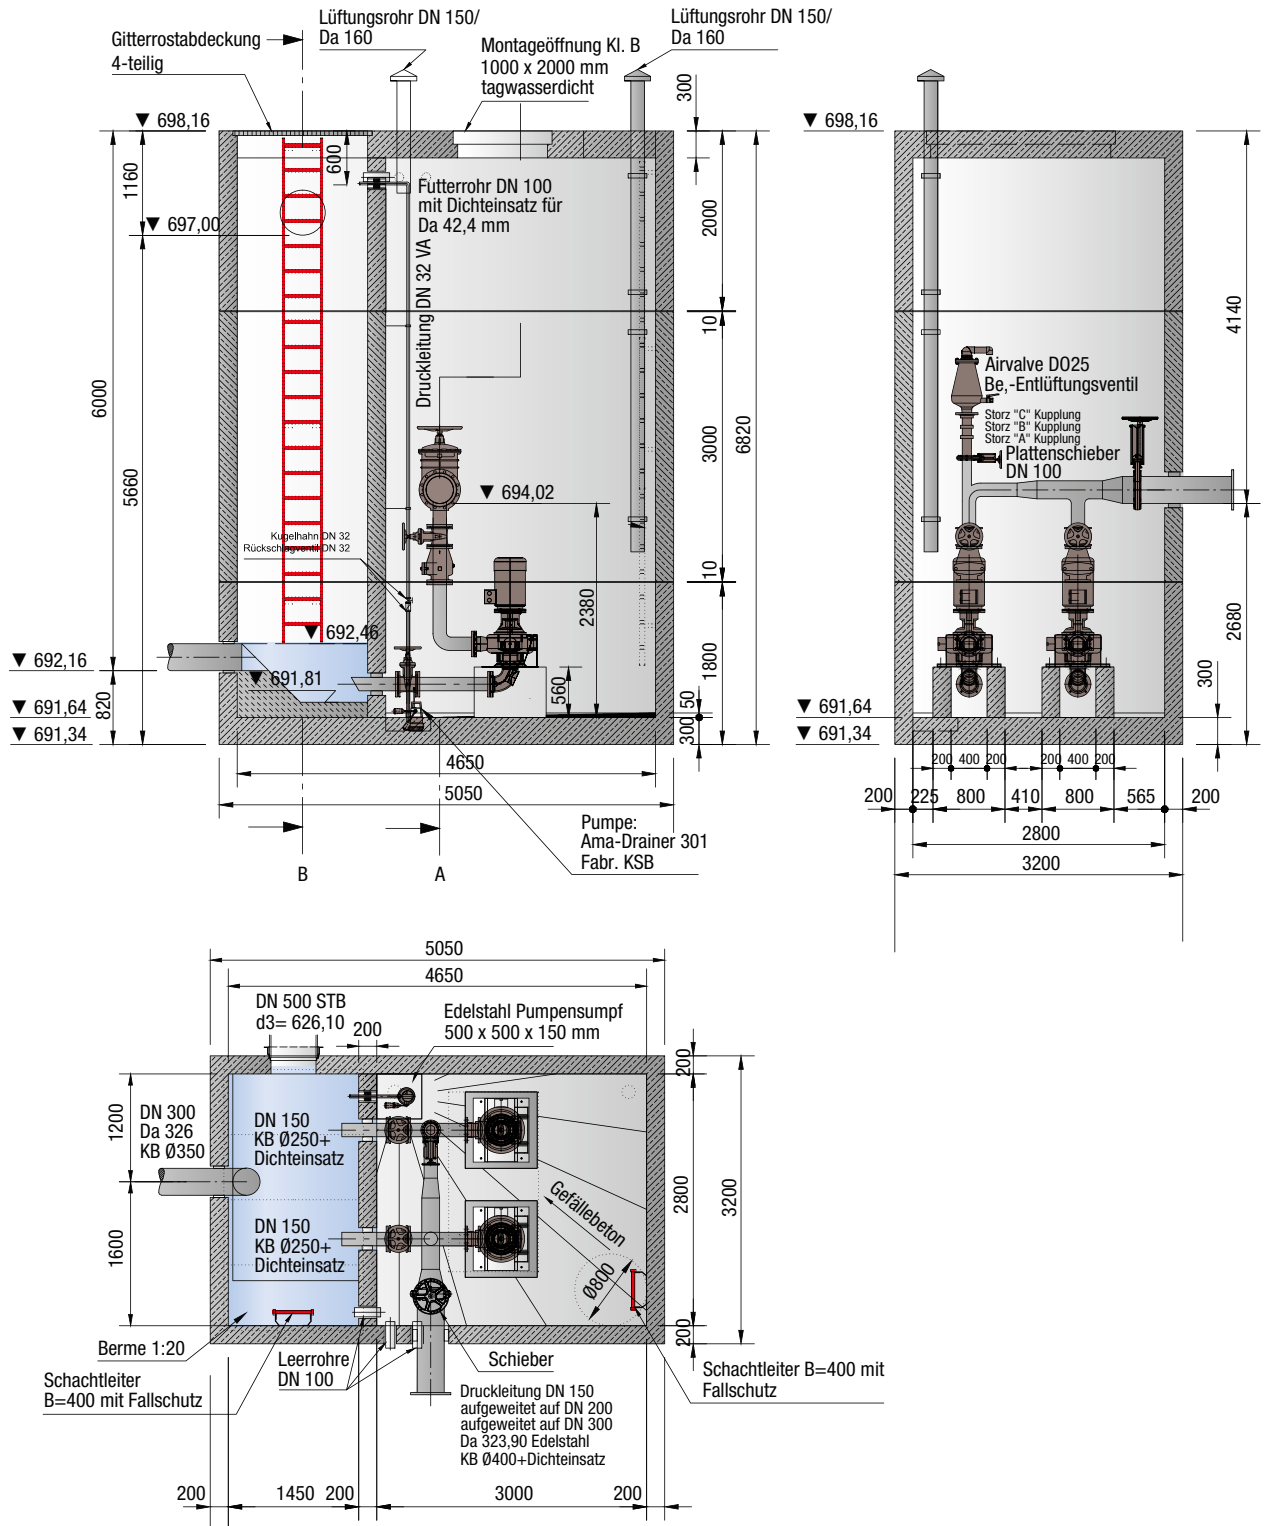 Lüftungsrohr DN 150/
Da 160
Gitterrostabdeckung
4-teilig
Montageöffnung Kl. B
1000 x 2000 mm
tagwasserdicht
Lüftungsrohr DN 150/
Da 160
300
▼ 698,16
▼ 698,16
1160
600
▼ 697,00
Futterrohr DN 100
mit Dichteinsatz für
Da 42,4 mm
Druckleitung DN 32 VA
2000
10
3000
6820
10
1800
50
300
6000
5660
820
4140
2680
300
Airvalve DO25
Be,-Entlüftungsventil
Storz "C" Kupplung
Storz "B" Kupplung
Storz "A" Kupplung
Plattenschieber
DN 100
▼ 694,02
Kugelhahn DN 32
Rückschlagventil DN 32
2380
560
▼ 692,46
▼ 692,16
▼ 691,81
▼ 691,64
▼ 691,34
▼ 691,64
▼ 691,34
4650
5050
200 400 200
200 400 200
200 225 800 410 800 565 200
2800
3200
Pumpe:
Ama-Drainer 301
Fabr. KSB
B
A
5050
4650
DN 500 STB
d3= 626,10
200
Edelstahl Pumpensumpf
500 x 500 x 150 mm
200
1200
1600
DN 300
Da 326
KB Ø350
DN 150
KB Ø250+
Dichteinsatz
DN 150
KB Ø250+
Dichteinsatz
Gefällebeton
Ø800
2800
3200
200
Berme 1:20
Schachtleiter
B=400 mit Fallschutz
Leerrohre
DN 100
Schieber
Schachtleiter B=400 mit
Fallschutz
Druckleitung DN 150
aufgeweitet auf DN 200
aufgeweitet auf DN 300
Da 323,90 Edelstahl
KB Ø400+Dichteinsatz
200 1450 200 3000 200